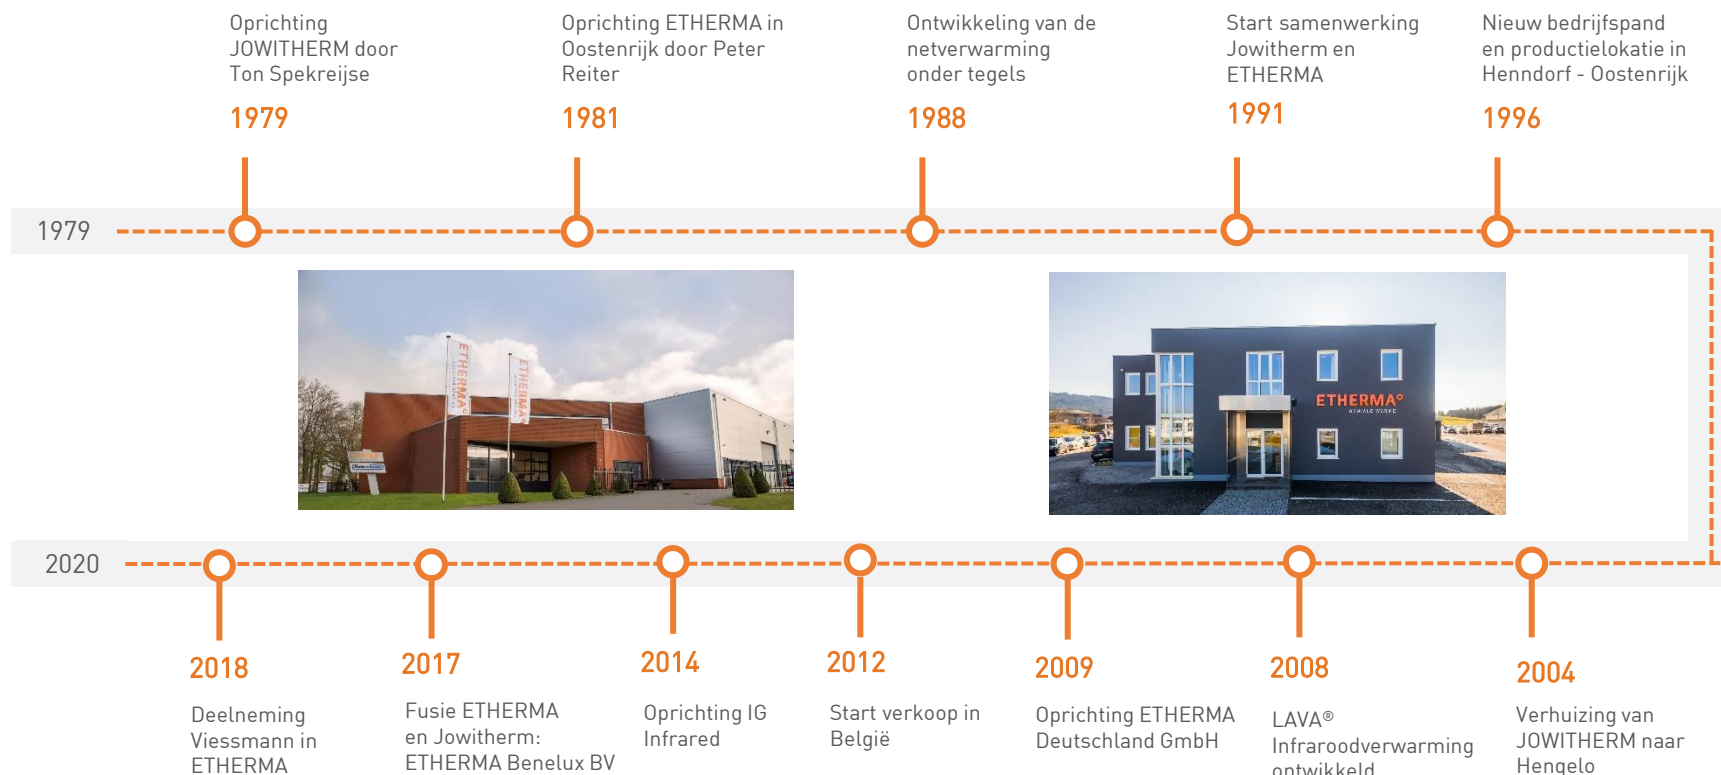 Oprichting
JOWITHERM door
Ton Spekreijse
1979
Oprichting ETHERMA in
Oostenrijk door Peter
Reiter
1981
Ontwikkeling van de
netverwarming
onder tegels
1988
Start samenwerking
Jowitherm en
ETHERMA
1991
Nieuw bedrijfspand
en productielokatie in
Henndorf - Oostenrijk
1996
1979
ETHERMA°
ETHERMA°
ETHERMA°
2020
2018
Deelneming
Viessmann in
ETHERMA
2017
Fusie ETHERMA
en Jowitherm:
ETHERMA Benelux BV
2014
Oprichting IG
Infrared
2012
Start verkoop in
België
2009
Oprichting ETHERMA
Deutschland GmbH
2008
LAVA®
Infraroodverwarming
ontwikkeld
2004
Verhuizing van
JOWITHERM naar
Hengelo